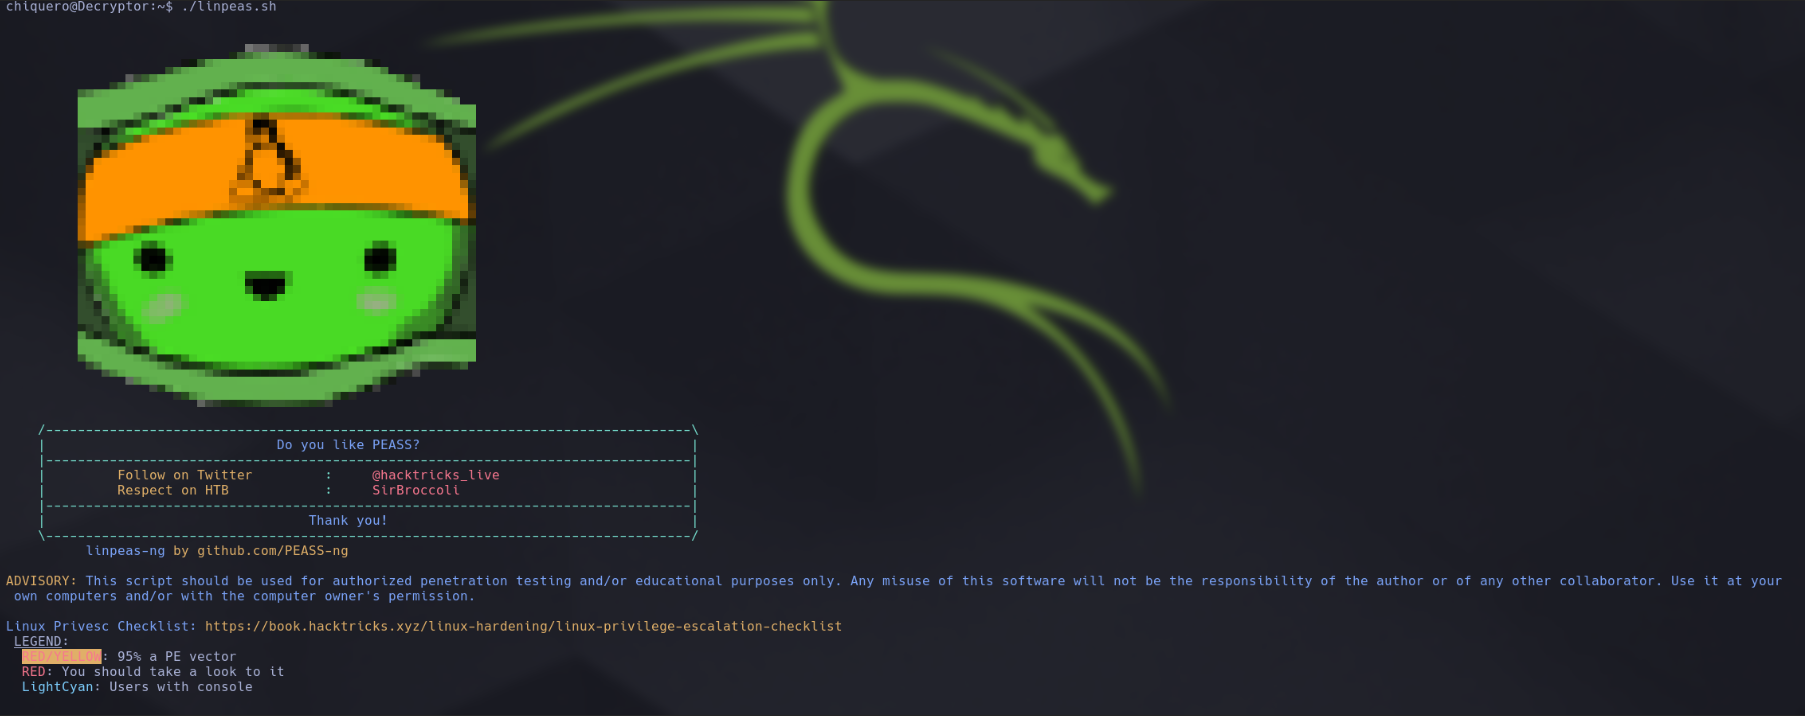 chiquero@Decryptor:~$ ./linpeas.sh
/---------------------------------------------------------------------------------\
|                             Do you like PEASS?                                  |
|---------------------------------------------------------------------------------|
|         Follow on Twitter         :     @hacktricks_live                        |
|         Respect on HTB            :     SirBroccoli                             |
|---------------------------------------------------------------------------------|
|                                 Thank you!                                      |
\---------------------------------------------------------------------------------/
linpeas-ng by github.com/PEASS-ng
ADVISORY: This script should be used for authorized penetration testing and/or educational purposes only. Any misuse of this software will not be the responsibility of the author or of any other collaborator. Use it at your
own computers and/or with the computer owner's permission.
Linux Privesc Checklist: https://book.hacktricks.xyz/linux-hardening/linux-privilege-escalation-checklist
LEGEND:
RED/YELLOW: 95% a PE vector
RED: You should take a look to it
LightCyan: Users with console